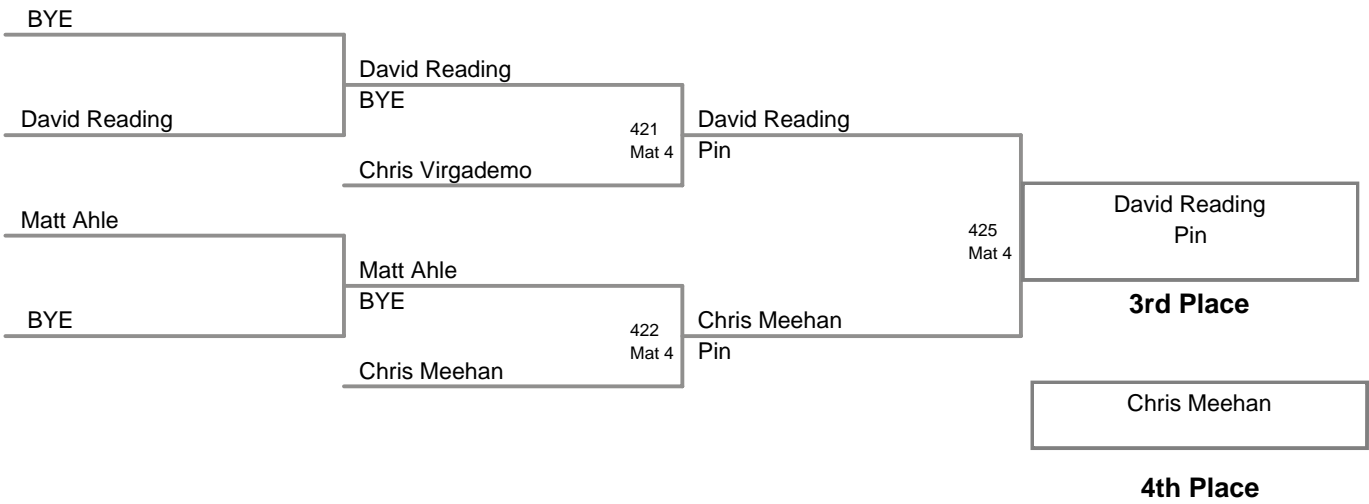 BYE
David Reading
David Reading
BYE
421
Mat 4
David Reading
Pin
Chris Virgademo
Matt Ahle
David Reading
Pin
425
Mat 4
Matt Ahle
BYE
3rd Place
BYE
422
Mat 4
Chris Meehan
Pin
Chris Meehan
Chris Meehan
4th Place